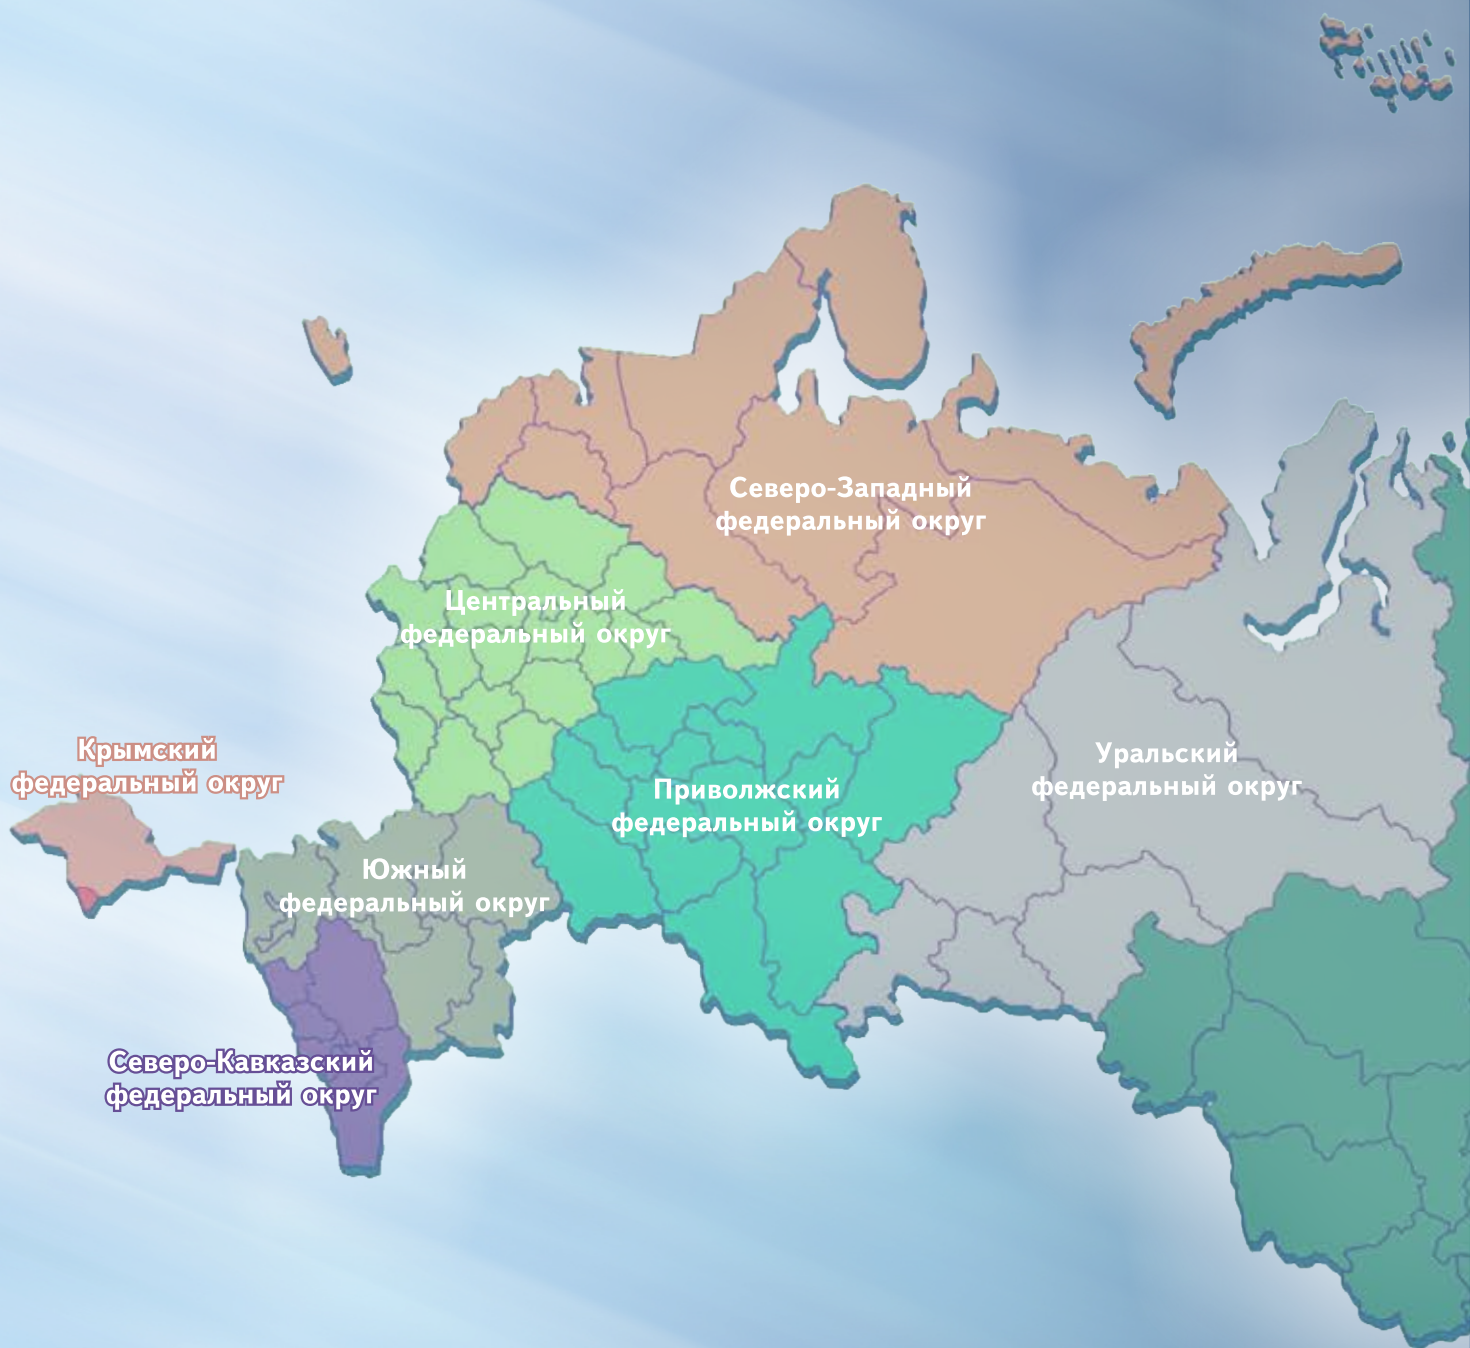 Северо-Западный
федеральный округ
Центральный
федеральный округ
Крымский
федеральный округ
Уральский
федеральный округ
Приволжский
федеральный округ
Южный
федеральный округ
Северо-Кавказский
федеральный округ